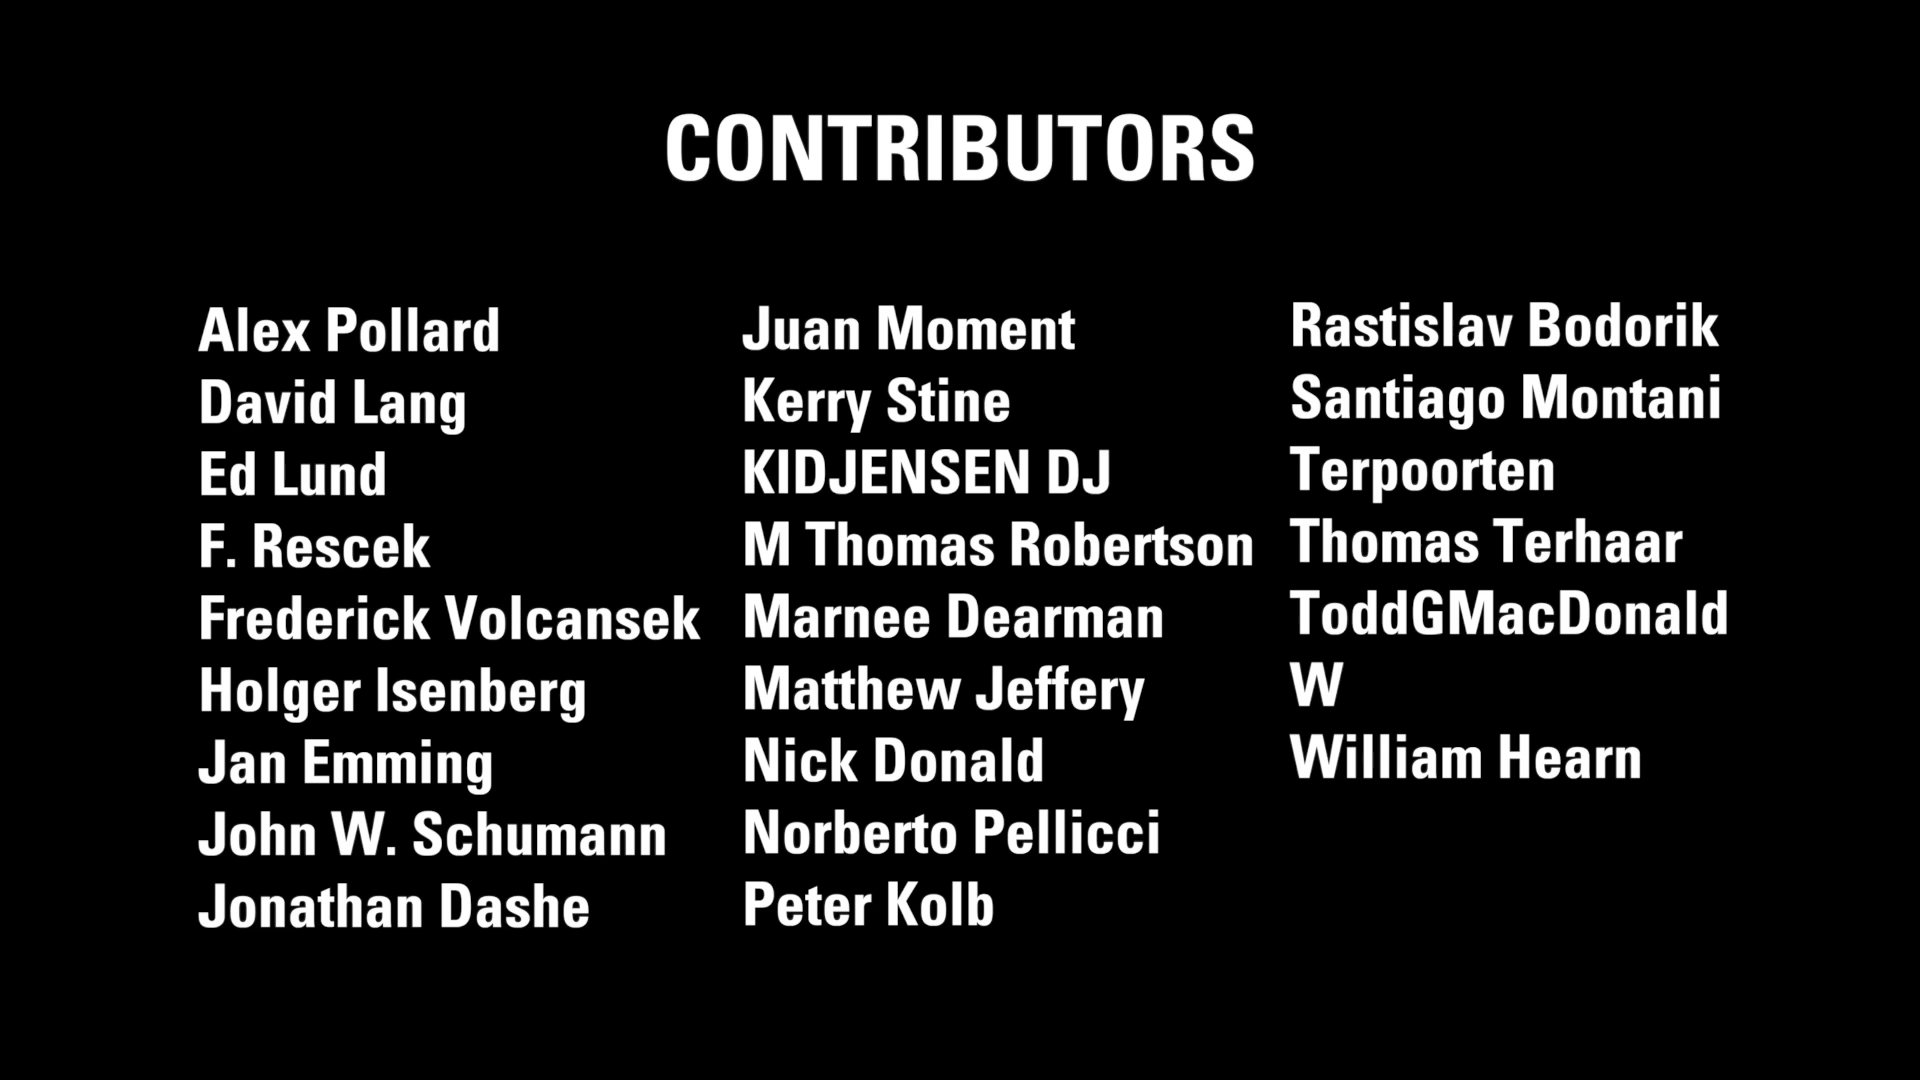 CONTRIBUTORS
Alex Pollard
David Lang
Ed Lund
F. Rescek
Frederick Volcansek
Holger Isenberg
Jan Emming
John W. Schumann
Jonathan Dashe
Juan Moment
Kerry Stine
KIDJENSEN DJ
M Thomas Robertson
Marnee Dearman
Matthew Jeffery
Nick Donald
Norberto Pellicci
Peter Kolb
Rastislav Bodorik
Santiago Montani
Terpoorten
Thomas Terhaar
ToddGMacDonald
W
William Hearn